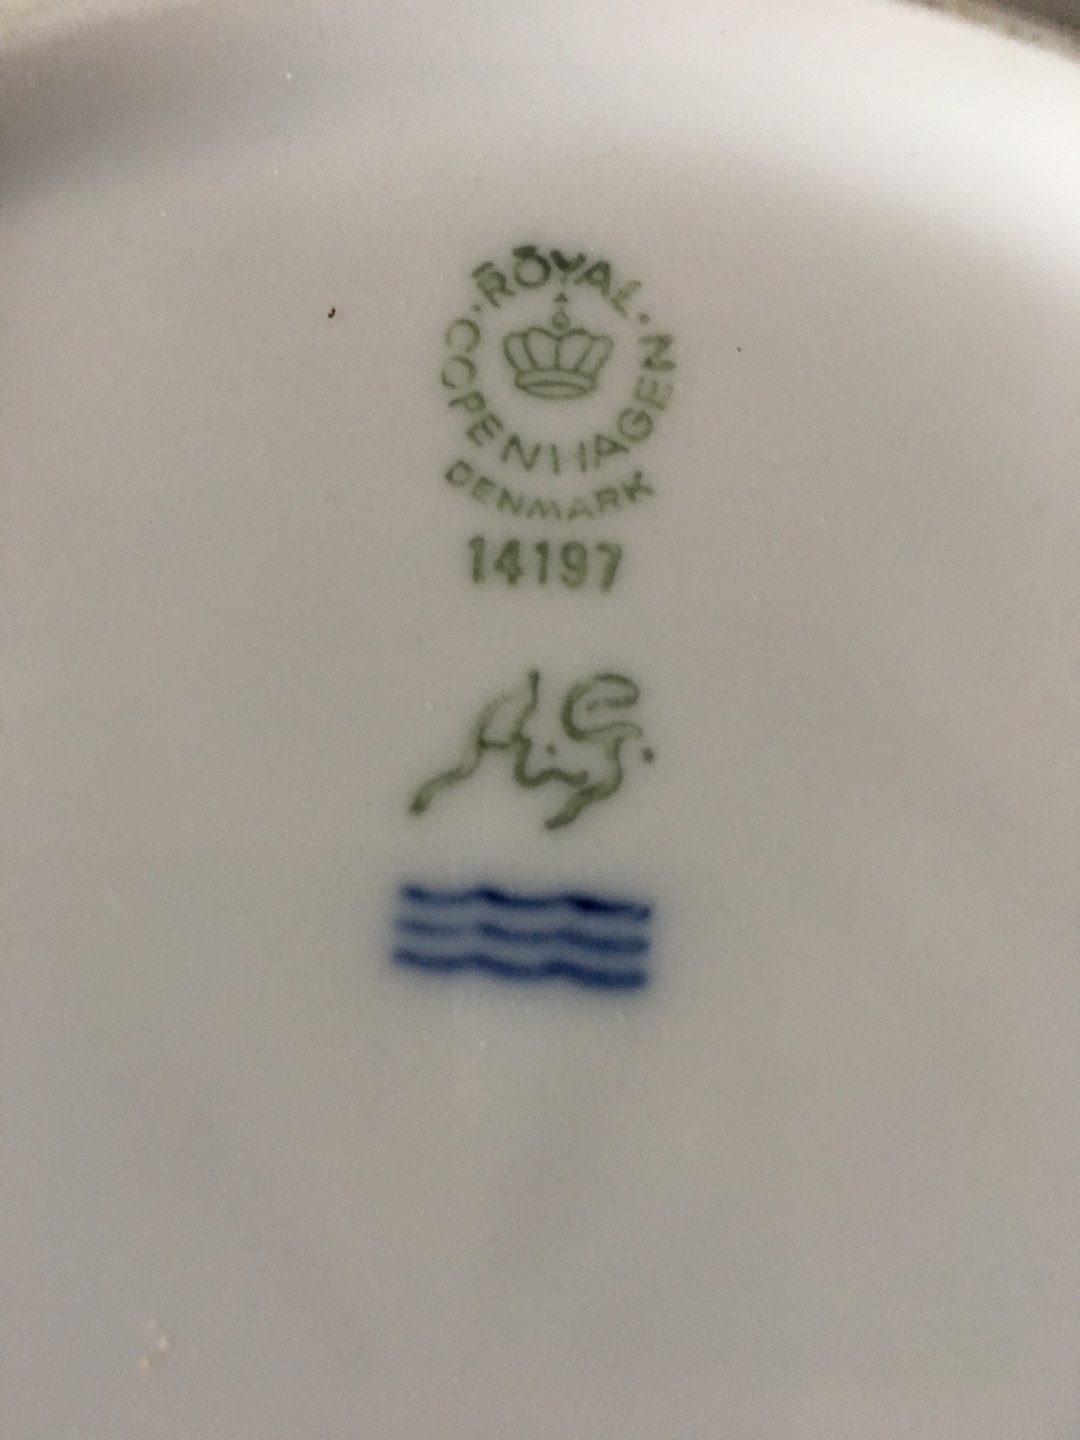 ROYAL
COPENHAGEN
DENMARK
14197